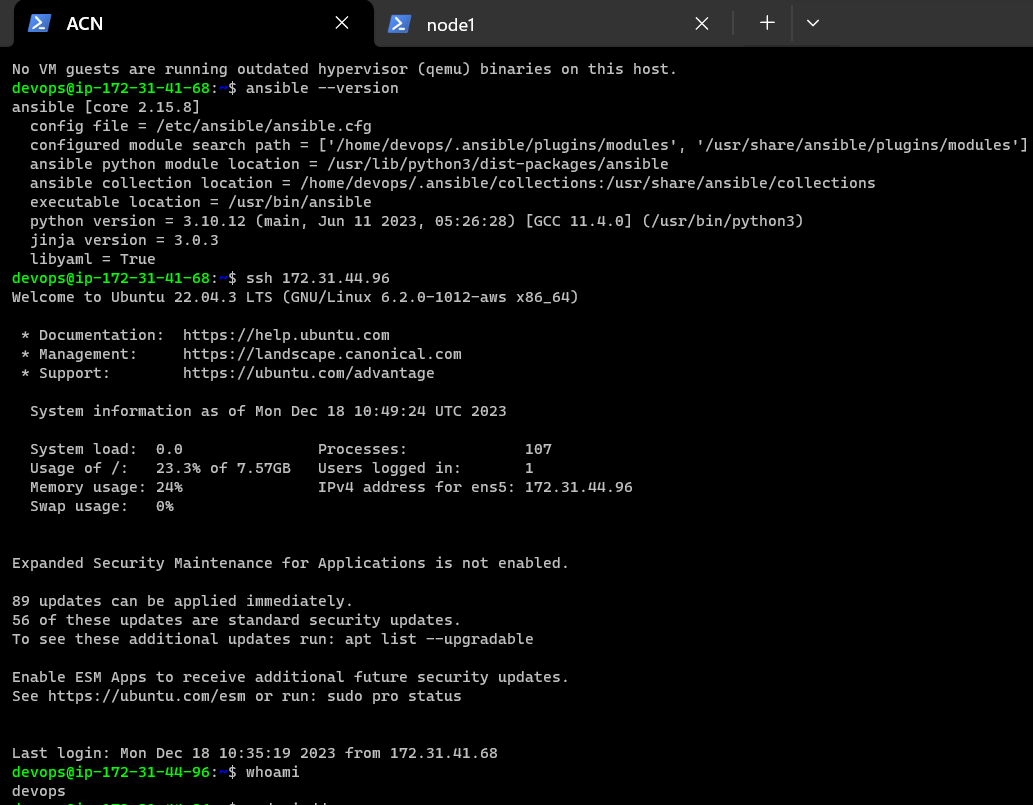 ACN
node1
No VM guests are running outdated hypervisor (qemu) binaries on this host.
devops@ip-172-31-41-68:~$ ansible --version
ansible [core 2.15.8]
  config file = /etc/ansible/ansible.cfg
  configured module search path = ['/home/devops/.ansible/plugins/modules', '/usr/share/ansible/plugins/modules']
  ansible python module location = /usr/lib/python3/dist-packages/ansible
  ansible collection location = /home/devops/.ansible/collections:/usr/share/ansible/collections
  executable location = /usr/bin/ansible
  python version = 3.10.12 (main, Jun 11 2023, 05:26:28) [GCC 11.4.0] (/usr/bin/python3)
  jinja version = 3.0.3
  libyaml = True
devops@ip-172-31-41-68:~$ ssh 172.31.44.96
Welcome to Ubuntu 22.04.3 LTS (GNU/Linux 6.2.0-1012-aws x86_64)
 * Documentation:  https://help.ubuntu.com
 * Management:     https://landscape.canonical.com
 * Support:        https://ubuntu.com/advantage
  System information as of Mon Dec 18 10:49:24 UTC 2023
  System load:  0.0               Processes:             107
  Usage of /:   23.3% of 7.57GB   Users logged in:       1
  Memory usage: 24%               IPv4 address for ens5: 172.31.44.96
  Swap usage:   0%
Expanded Security Maintenance for Applications is not enabled.
89 updates can be applied immediately.
56 of these updates are standard security updates.
To see these additional updates run: apt list --upgradable
Enable ESM Apps to receive additional future security updates.
See https://ubuntu.com/esm or run: sudo pro status
Last login: Mon Dec 18 10:35:19 2023 from 172.31.41.68
devops@ip-172-31-44-96:~$ whoami
devops